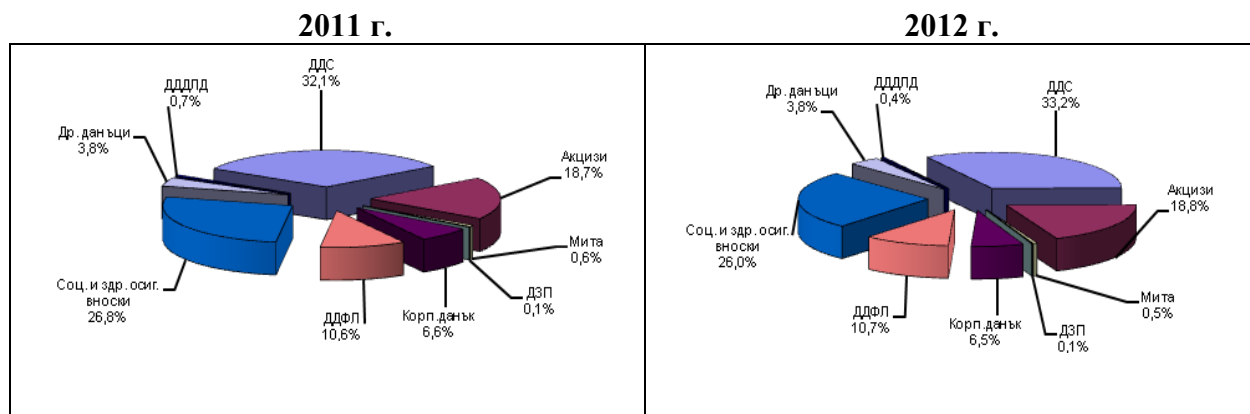 2011 г.
2012 г.
ДДС
32,1%
ДДДПД
0,7%
Др.данъци
3,8%
Акцизи
18,7%
Мита
0,6%
ДЗП
0,1%
Корп.данък
6,6%
ДДФЛ
10,6%
Соц. и здр. осиг.
вноски
26,8%
ДДС
33,2%
ДДДПД
0,4%
Др.данъци
3,8%
Акцизи
18,8%
Мита
0,5%
ДЗП
0,1%
Корп.данък
6,5%
ДДФЛ
10,7%
Соц. и здр. осиг.
вноски
26,0%